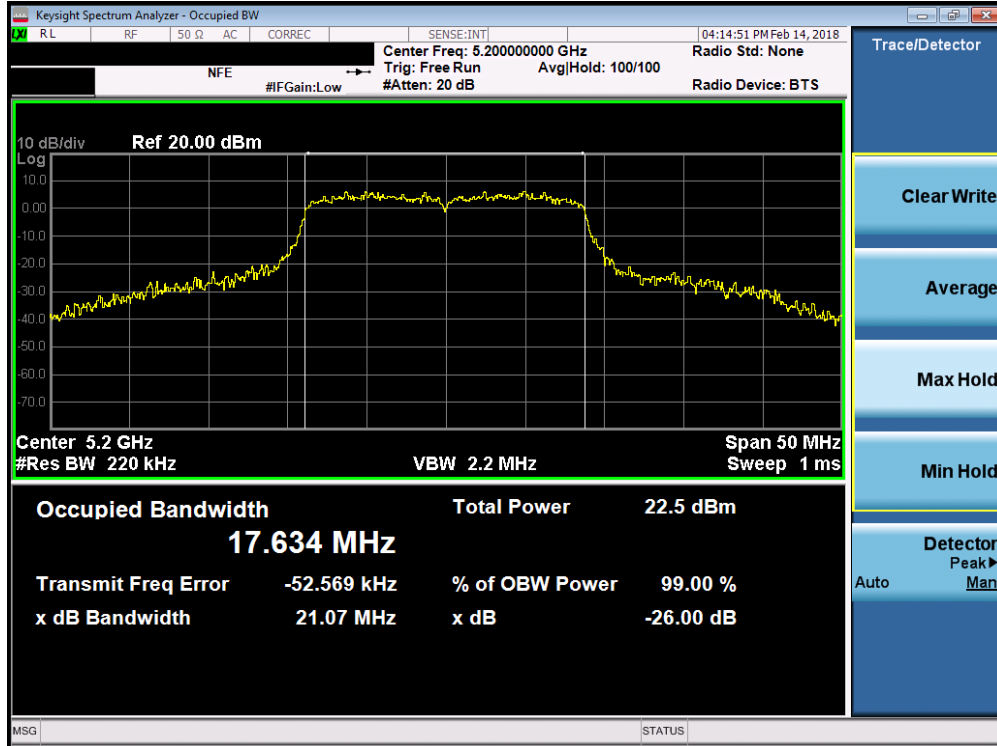 Keysight Spectrum Analyzer - Occupied BW
LXI RL RF 50 Ω AC CORREC SENSE:INT 04:14:51 PM Feb 14, 2018
Center Freq: 5.200000000 GHz Radio Std: None
NFE Trig: Free Run Avg|Hold: 100/100
#IFGain:Low #Atten: 20 dB Radio Device: BTS
10 dB/div Ref 20.00 dBm
Log
10.0
0.00
-10.0
-20.0
-30.0
-40.0
-50.0
-60.0
-70.0
Center 5.2 GHz Span 50 MHz
#Res BW 220 kHz VBW 2.2 MHz Sweep 1 ms
Occupied Bandwidth Total Power 22.5 dBm
17.634 MHz
Transmit Freq Error -52.569 kHz % of OBW Power 99.00 %
x dB Bandwidth 21.07 MHz x dB -26.00 dB
MSG STATUS
Trace/Detector
Clear Write
Average
Max Hold
Min Hold
Detector
Peak▶
Auto Man